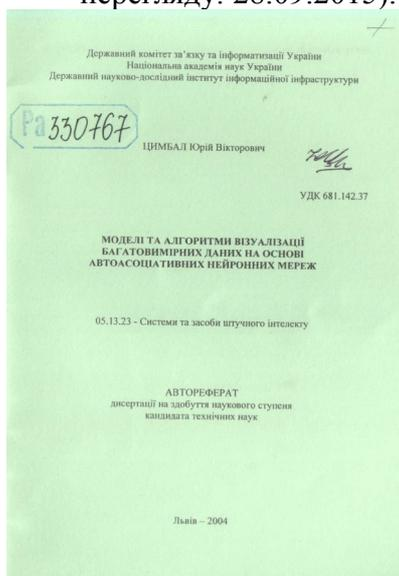 перегляду: 28.09.2015).
Державний комітет зв’язку та інформатизації України
Національна академія наук України
Державний науково-дослідний інститут інформаційної інфраструктури
Ра 330767
ЦИМБАЛ Юрій Вікторович
УДК 681.142.37
МОДЕЛІ ТА АЛГОРИТМИ ВІЗУАЛІЗАЦІЇ
БАГАТОВИМІРНИХ ДАНИХ НА ОСНОВІ
АВТОАСОЦІАТИВНИХ НЕЙРОННИХ МЕРЕЖ
05.13.23 - Системи та засоби штучного інтелекту
АВТОРЕФЕРАТ
дисертації на здобуття наукового ступеня
кандидата технічних наук
Львів – 2004